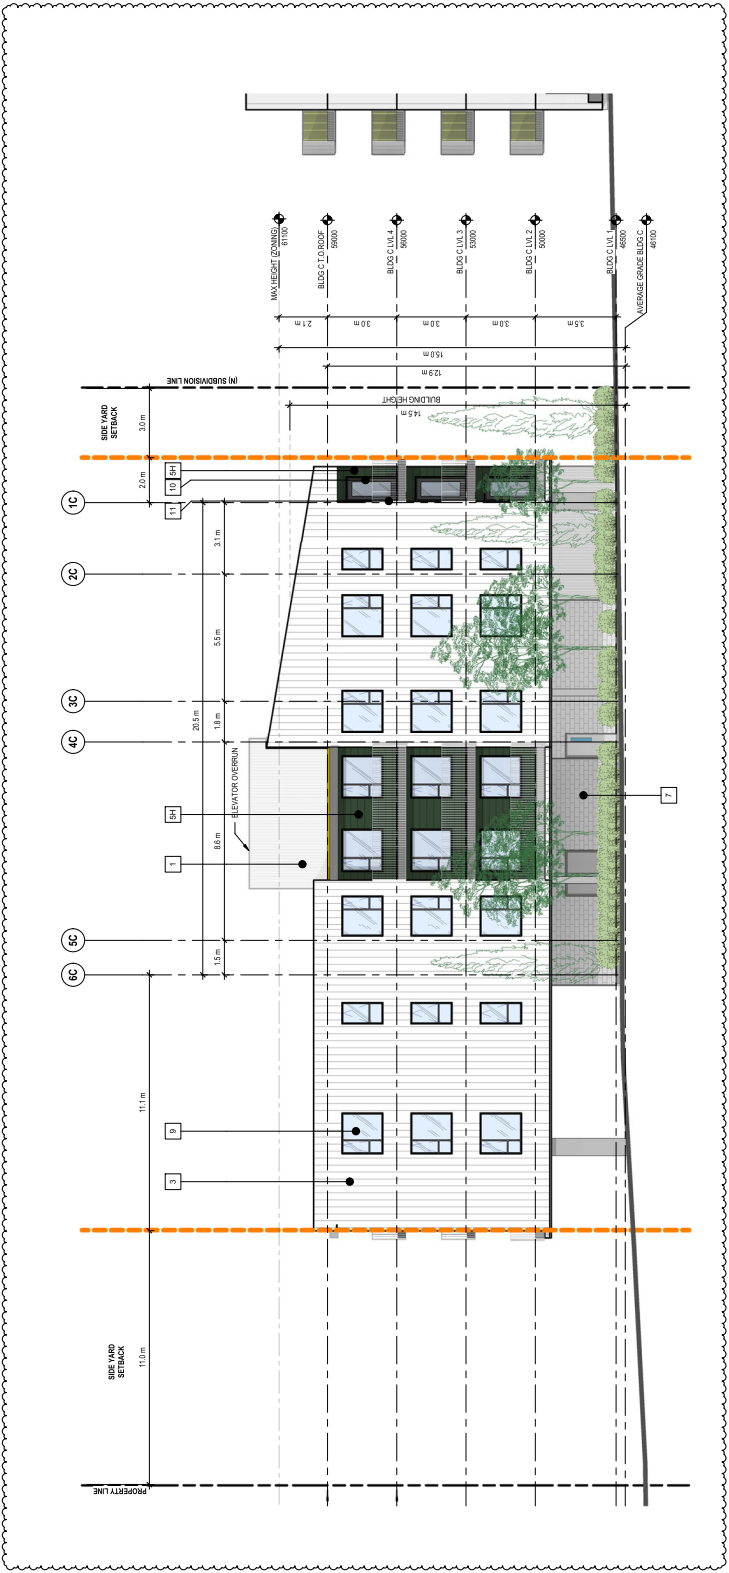 MAX HEIGHT (ZONING)
61100
BLDG C T.O.ROOF
59000
BLDG C LVL 4
56000
BLDG C LVL 3
53000
BLDG C LVL 2
50000
BLDG C LVL 1
46500
AVERAGE GRADE BLDG C
46100
2.1 m
3.0 m
3.0 m
3.0 m
3.5 m
15.0 m
12.9 m
14.5 m
BUILDING HEIGHT
(N) SUBDIVISION LINE
SIDE YARD
SETBACK
3.0 m
2.0 m
1C
2C
3C
4C
5C
6C
5H
10
11
3.1 m
5.5 m
1.8 m
20.5 m
8.6 m
1.5 m
ELEVATOR OVERRUN
5H
1
7
11.1 m
9
3
SIDE YARD
SETBACK
11.0 m
PROPERTY LINE